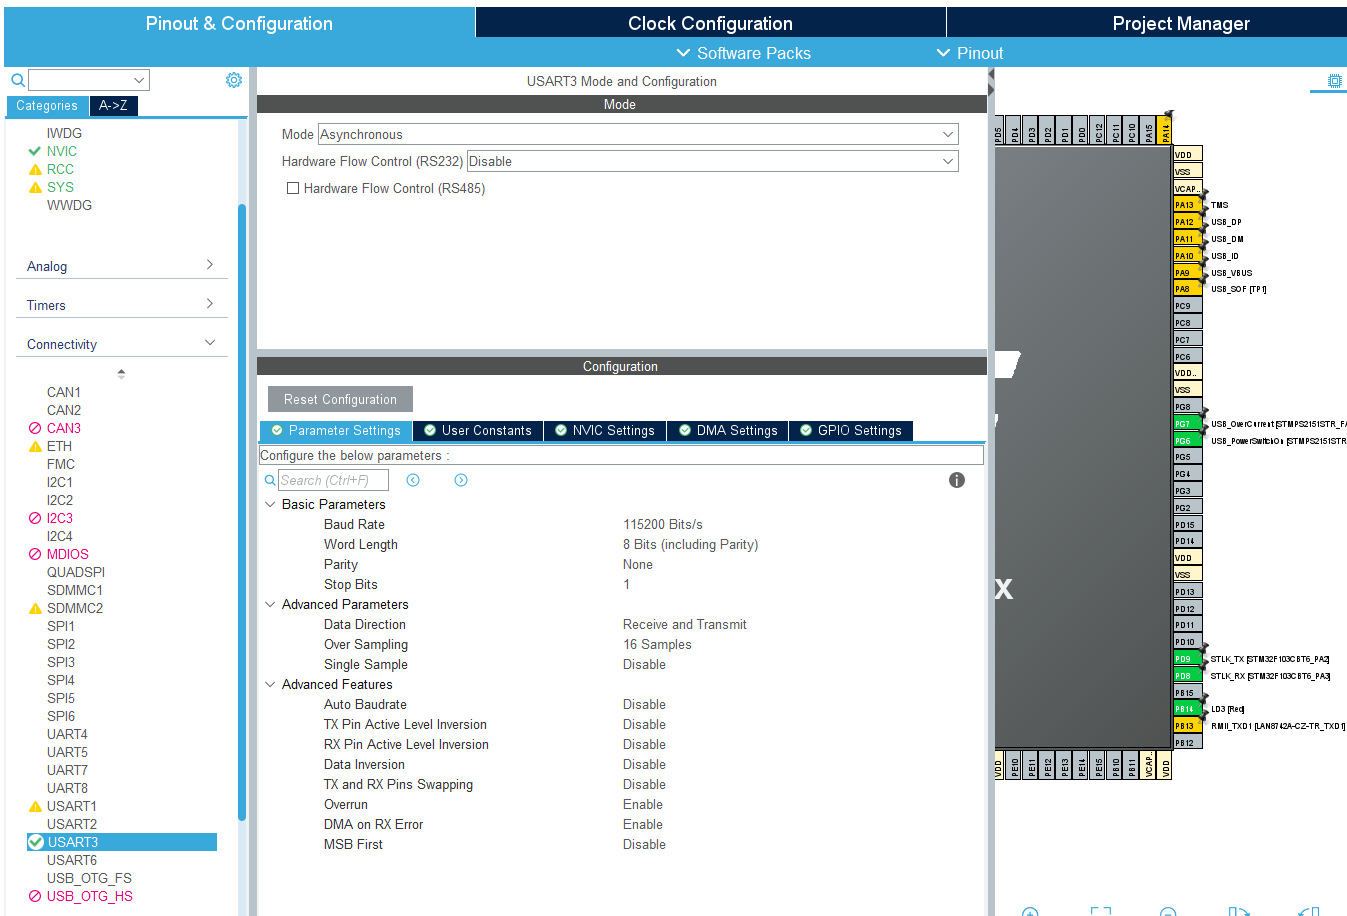 Pinout & Configuration
Clock Configuration
Project Manager
Software Packs
Pinout
Categories
A->Z
IWDG
NVIC
RCC
SYS
WWDG
Analog
Timers
Connectivity
CAN1
CAN2
CAN3
ETH
FMC
I2C1
I2C2
I2C3
I2C4
MDIOS
QUADSPI
SDMMC1
SDMMC2
SPI1
SPI2
SPI3
SPI4
SPI5
SPI6
UART4
UART5
UART7
UART8
USART1
USART2
USART3
USART6
USB_OTG_FS
USB_OTG_HS
USART3 Mode and Configuration
Mode
Mode Asynchronous
Hardware Flow Control (RS232) Disable
Hardware Flow Control (RS485)
Configuration
Reset Configuration
Parameter Settings
User Constants
NVIC Settings
DMA Settings
GPIO Settings
Configure the below parameters :
Search (Ctrl+F)
Basic Parameters
Baud Rate 115200 Bits/s
Word Length 8 Bits (including Parity)
Parity None
Stop Bits 1
Advanced Parameters
Data Direction Receive and Transmit
Over Sampling 16 Samples
Single Sample Disable
Advanced Features
Auto Baudrate Disable
TX Pin Active Level Inversion Disable
RX Pin Active Level Inversion Disable
Data Inversion Disable
TX and RX Pins Swapping Disable
Overrun Enable
DMA on RX Error Enable
MSB First Disable
PD5 PD4 PD3 PD2 PD1 PD0 PC12 PC11 PC10 PA15 PA14
VDD
VSS
VCAP..
PA13 TMS
PA12 USB_DP
PA11 USB_DM
PA10 USB_ID
PA9 USB_VBUS
PA8 USB_SOF [TP1]
PC9
PC8
PC7
PC6
VDD..
VSS
PG8
PG7 USB_OverCurrent [STMPS2151STR_FA
PG6 USB_PowerSwitchOn [STMPS2151STR
PG5
PG4
PG3
PG2
PD15
PD14
VDD
VSS
PD13
PD12
PD11
PD10
PD9 STLK_TX [STM32F103CBT6_PA2]
PD8 STLK_RX [STM32F103CBT6_PA3]
PB15
PB14 LD3 [Red]
PB13 RMII_TXD1 [LAN8742A-CZ-TR_TXD1]
PB12
X
VDD PE10 PE11 PE12 PE13 PE14 PE15 PB10 PB11 VCAP.. VDD